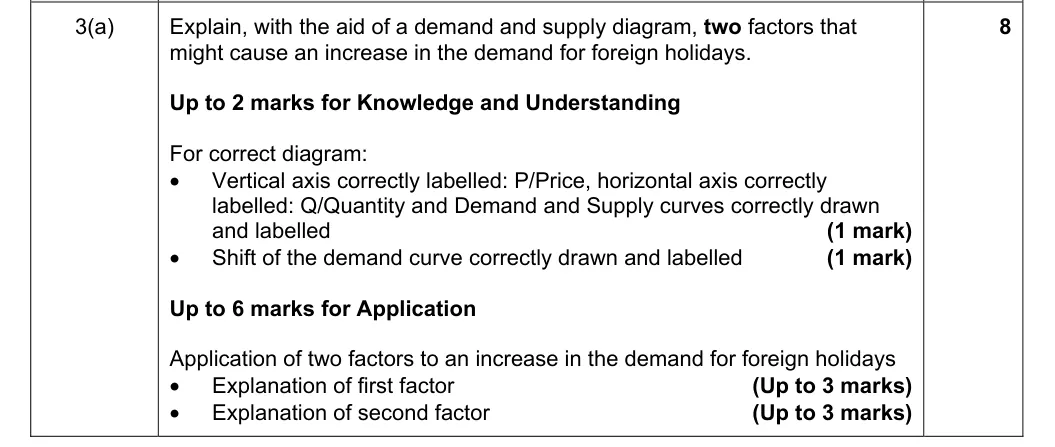 3(a) Explain, with the aid of a demand and supply diagram, two factors that 8
might cause an increase in the demand for foreign holidays.
Up to 2 marks for Knowledge and Understanding
For correct diagram:
• Vertical axis correctly labelled: P/Price, horizontal axis correctly
labelled: Q/Quantity and Demand and Supply curves correctly drawn
and labelled (1 mark)
• Shift of the demand curve correctly drawn and labelled (1 mark)
Up to 6 marks for Application
Application of two factors to an increase in the demand for foreign holidays
• Explanation of first factor (Up to 3 marks)
• Explanation of second factor (Up to 3 marks)